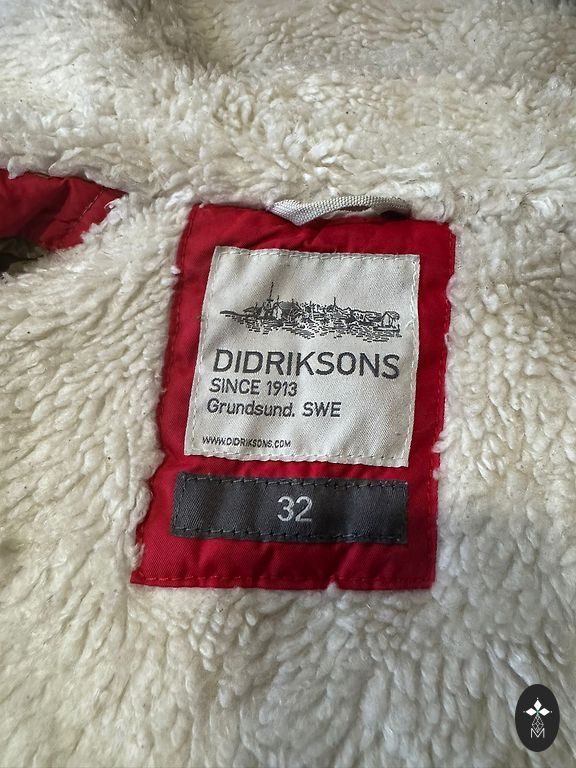 DIDRIKSONS
SINCE 1913
Grundsund. SWE
WWW.DIDRIKSONS.COM
32